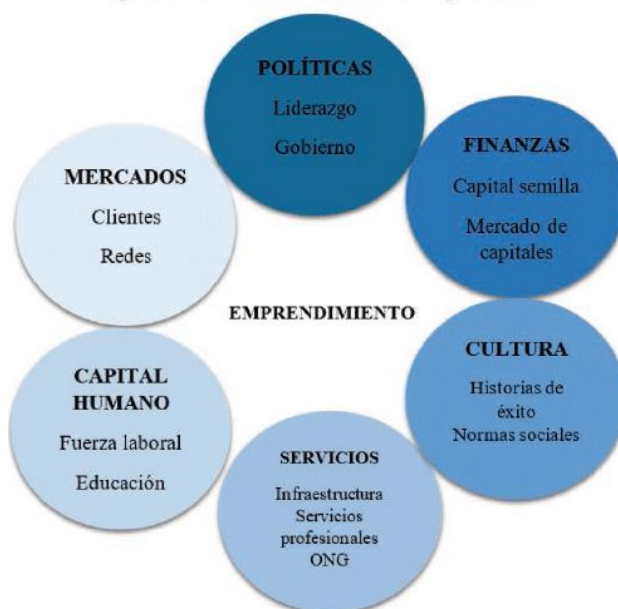 POLÍTICAS
Liderazgo
Gobierno
FINANZAS
Capital semilla
Mercado de
capitales
CULTURA
Historias de
éxito
Normas sociales
SERVICIOS
Infraestructura
Servicios
profesionales
ONG
CAPITAL
HUMANO
Fuerza laboral
Educación
MERCADOS
Clientes
Redes
EMPRENDIMIENTO